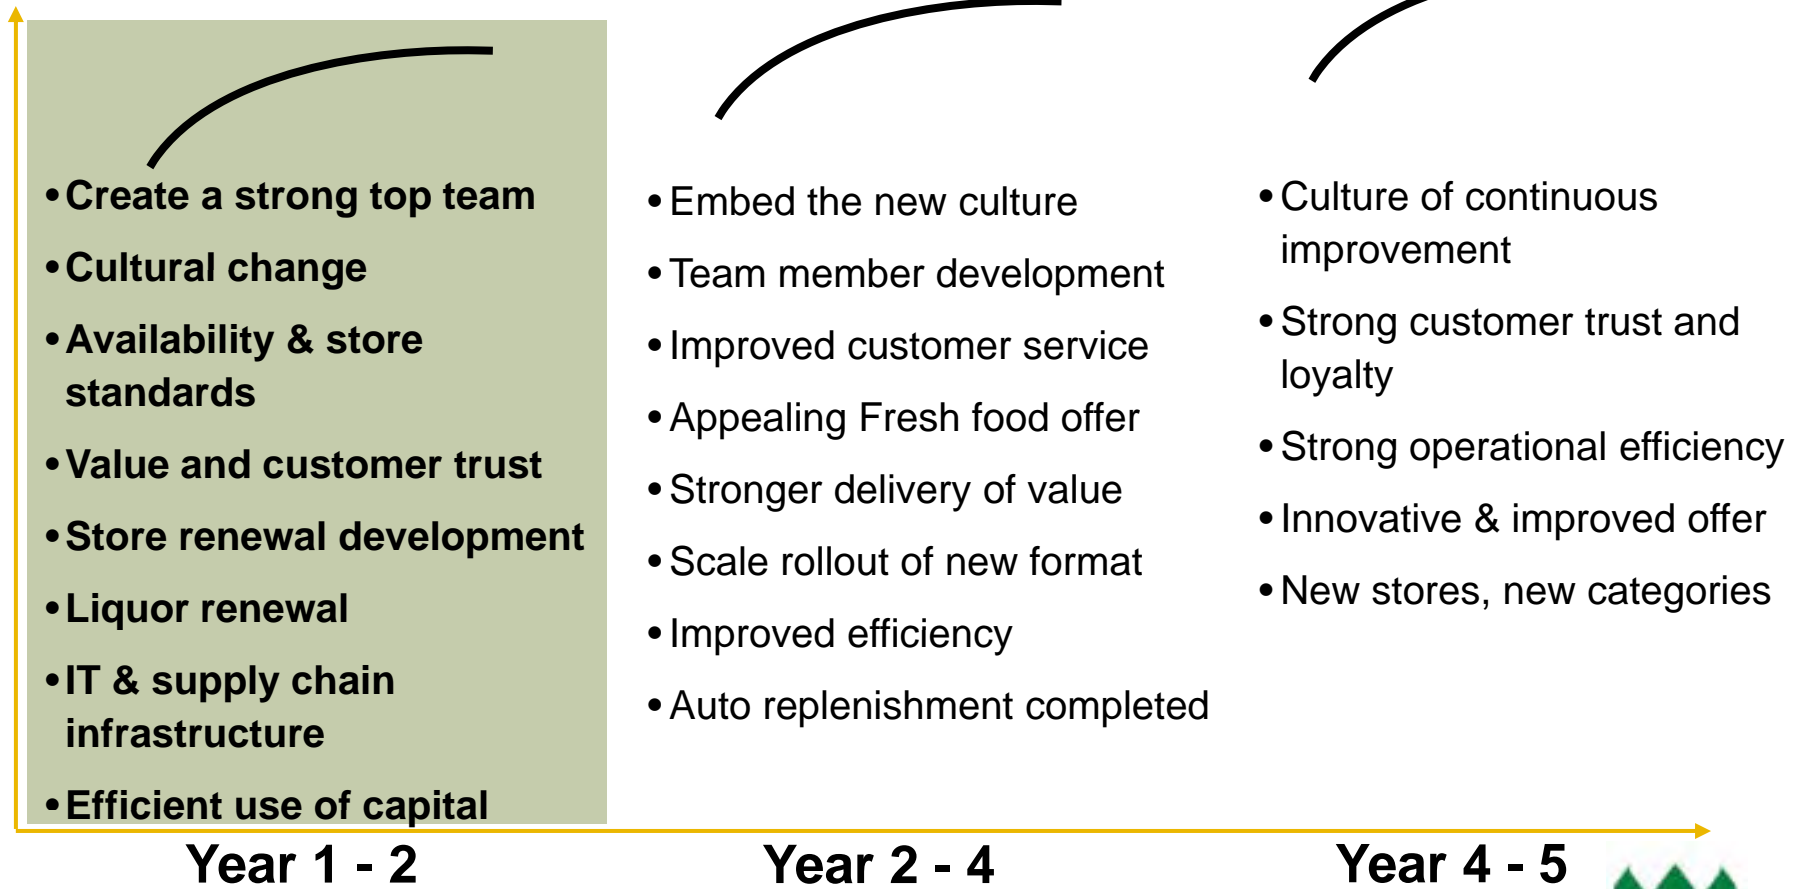 •Create a strong top team
•Cultural change
•Availability & store
standards
•Value and customer trust
•Store renewal development
•Liquor renewal
•IT & supply chain
infrastructure
•Efficient use of capital
Year 1 - 2
•Embed the new culture
•Team member development
•Improved customer service
•Appealing Fresh food offer
•Stronger delivery of value
•Scale rollout of new format
•Improved efficiency
•Auto replenishment completed
Year 2 - 4
•Culture of continuous
improvement
•Strong customer trust and
loyalty
•Strong operational efficiency
•Innovative & improved offer
•New stores, new categories
Year 4 - 5